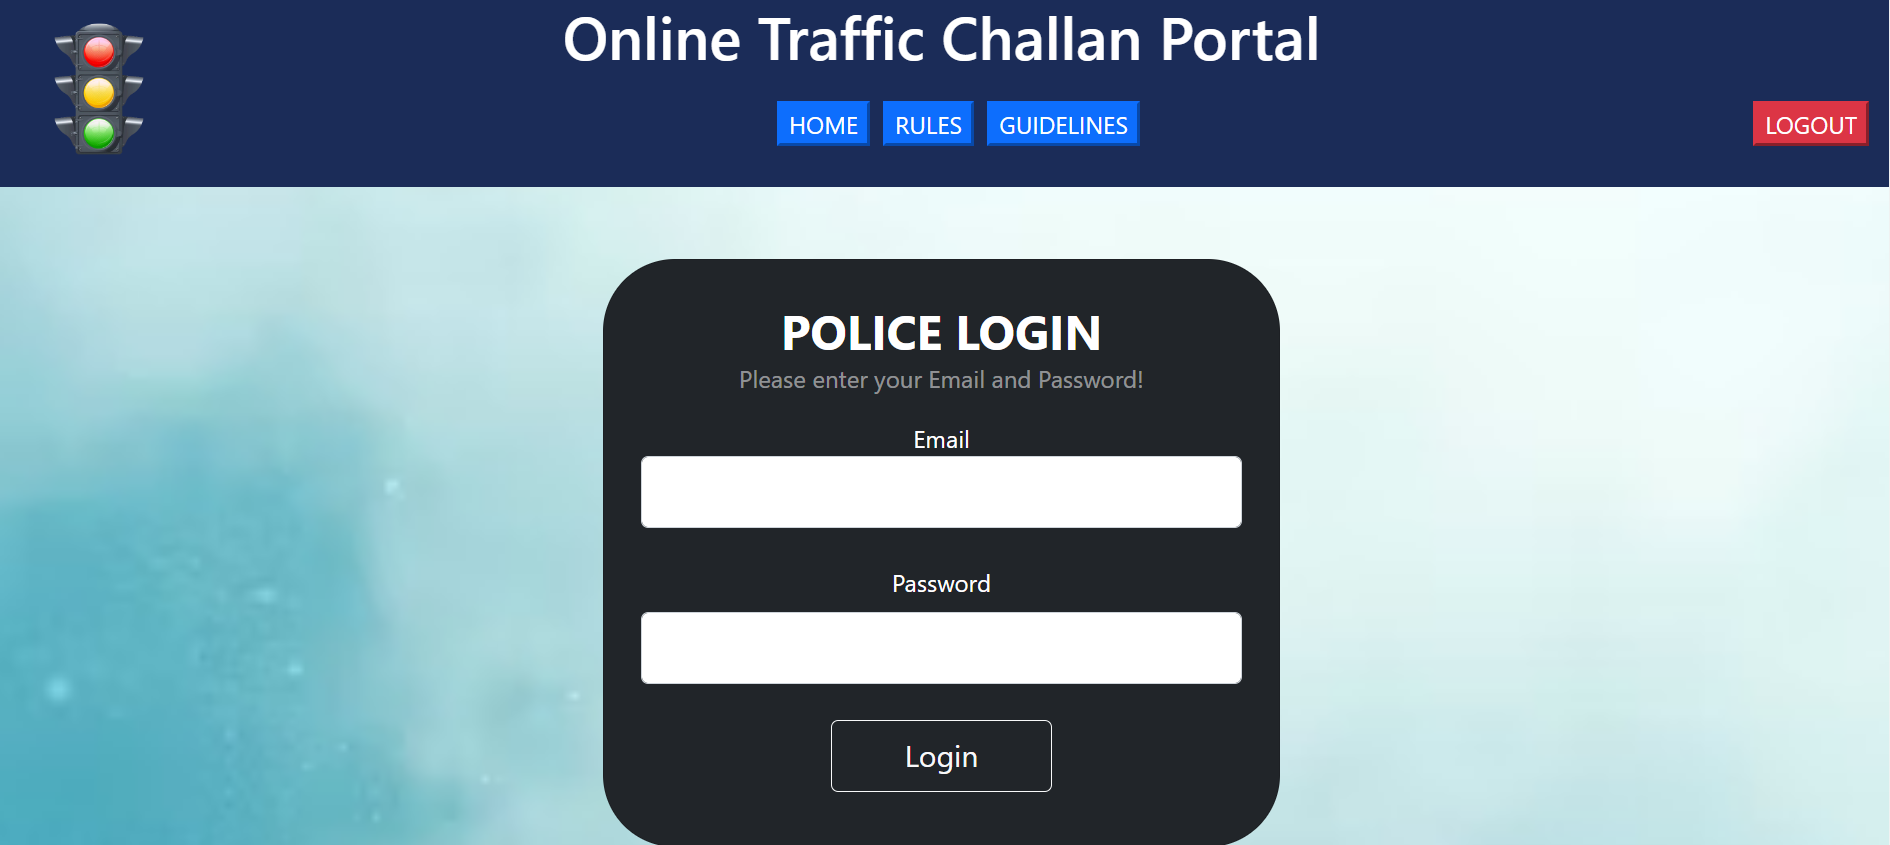 Online Traffic Challan Portal
HOME RULES GUIDELINES LOGOUT
POLICE LOGIN
Please enter your Email and Password!
Email
Password
Login